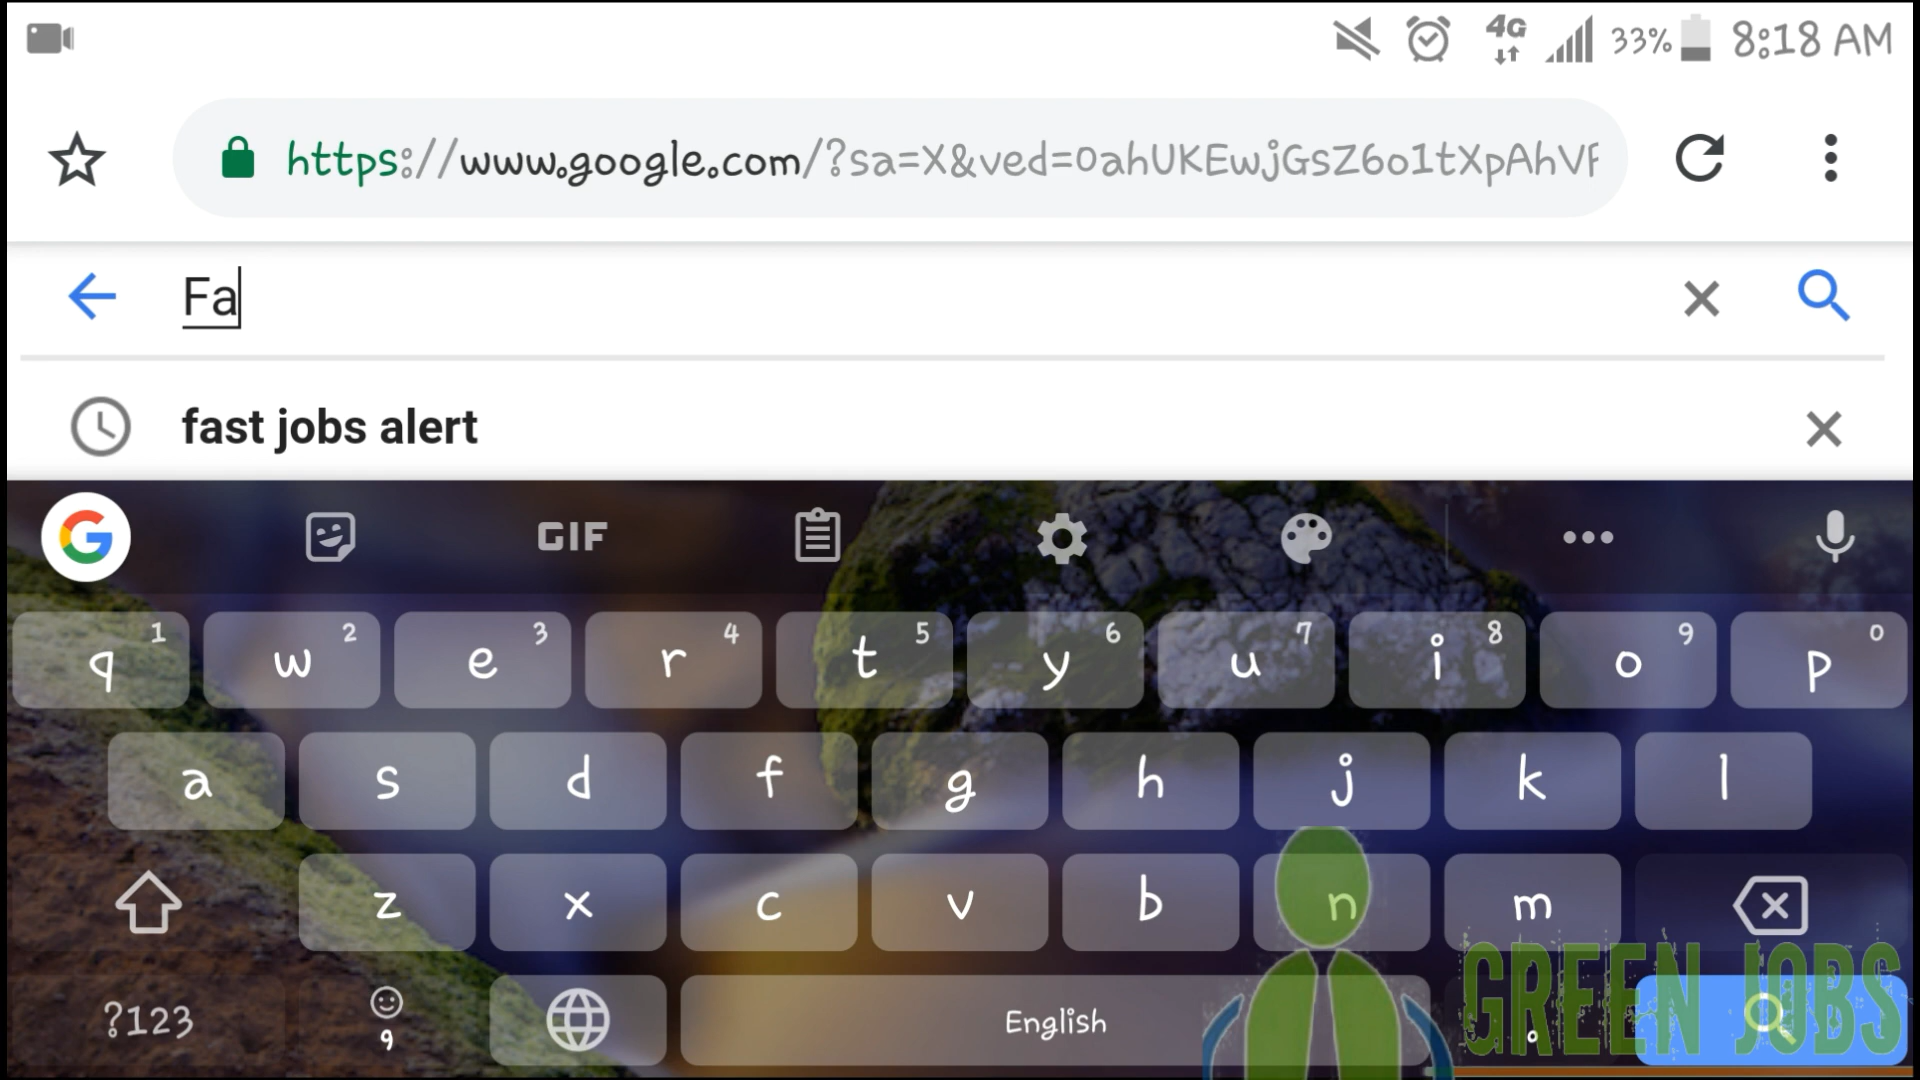 4G 33% 8:18 AM
https://www.google.com/?sa=X&ved=0ahUKEwjGsZ6o1tXpAhVF
Fa
fast jobs alert
G GIF
1 2 3 4 5 6 7 8 9 0
q w e r t y u i o p
a s d f g h j k l
z x c v b n m
?123 , English .
GREEN JOBS